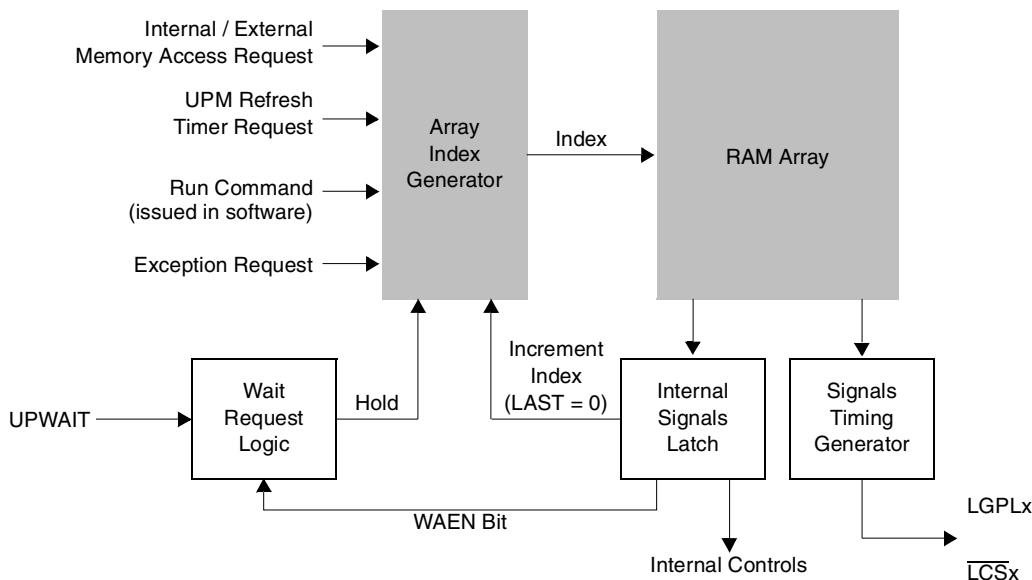 Internal / External
Memory Access Request
UPM Refresh
Timer Request
Run Command
(issued in software)
Exception Request
Array
Index
Generator
Index
RAM Array
UPWAIT
Wait
Request
Logic
Hold
Increment
Index
(LAST = 0)
Internal
Signals
Latch
Signals
Timing
Generator
WAEN Bit
Internal Controls
LGPLx
L̅C̅S̅x